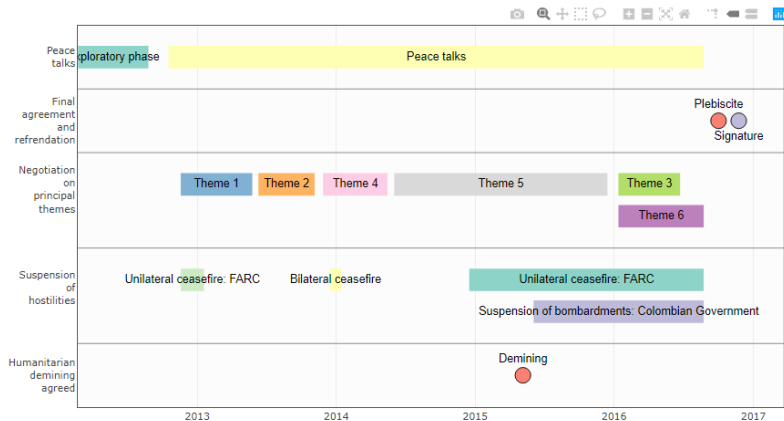 Peace
talks
xploratory phase
Peace talks
Final
agreement
and
refrendation
Plebiscite
Signature
Negotiation
on
principal
themes
Theme 1
Theme 2
Theme 4
Theme 5
Theme 3
Theme 6
Suspension
of
hostilities
Unilateral ceasefire: FARC
Bilateral ceasefire
Unilateral ceasefire: FARC
Suspension of bombardments: Colombian Government
Humanitarian
demining
agreed
Demining
2013
2014
2015
2016
2017